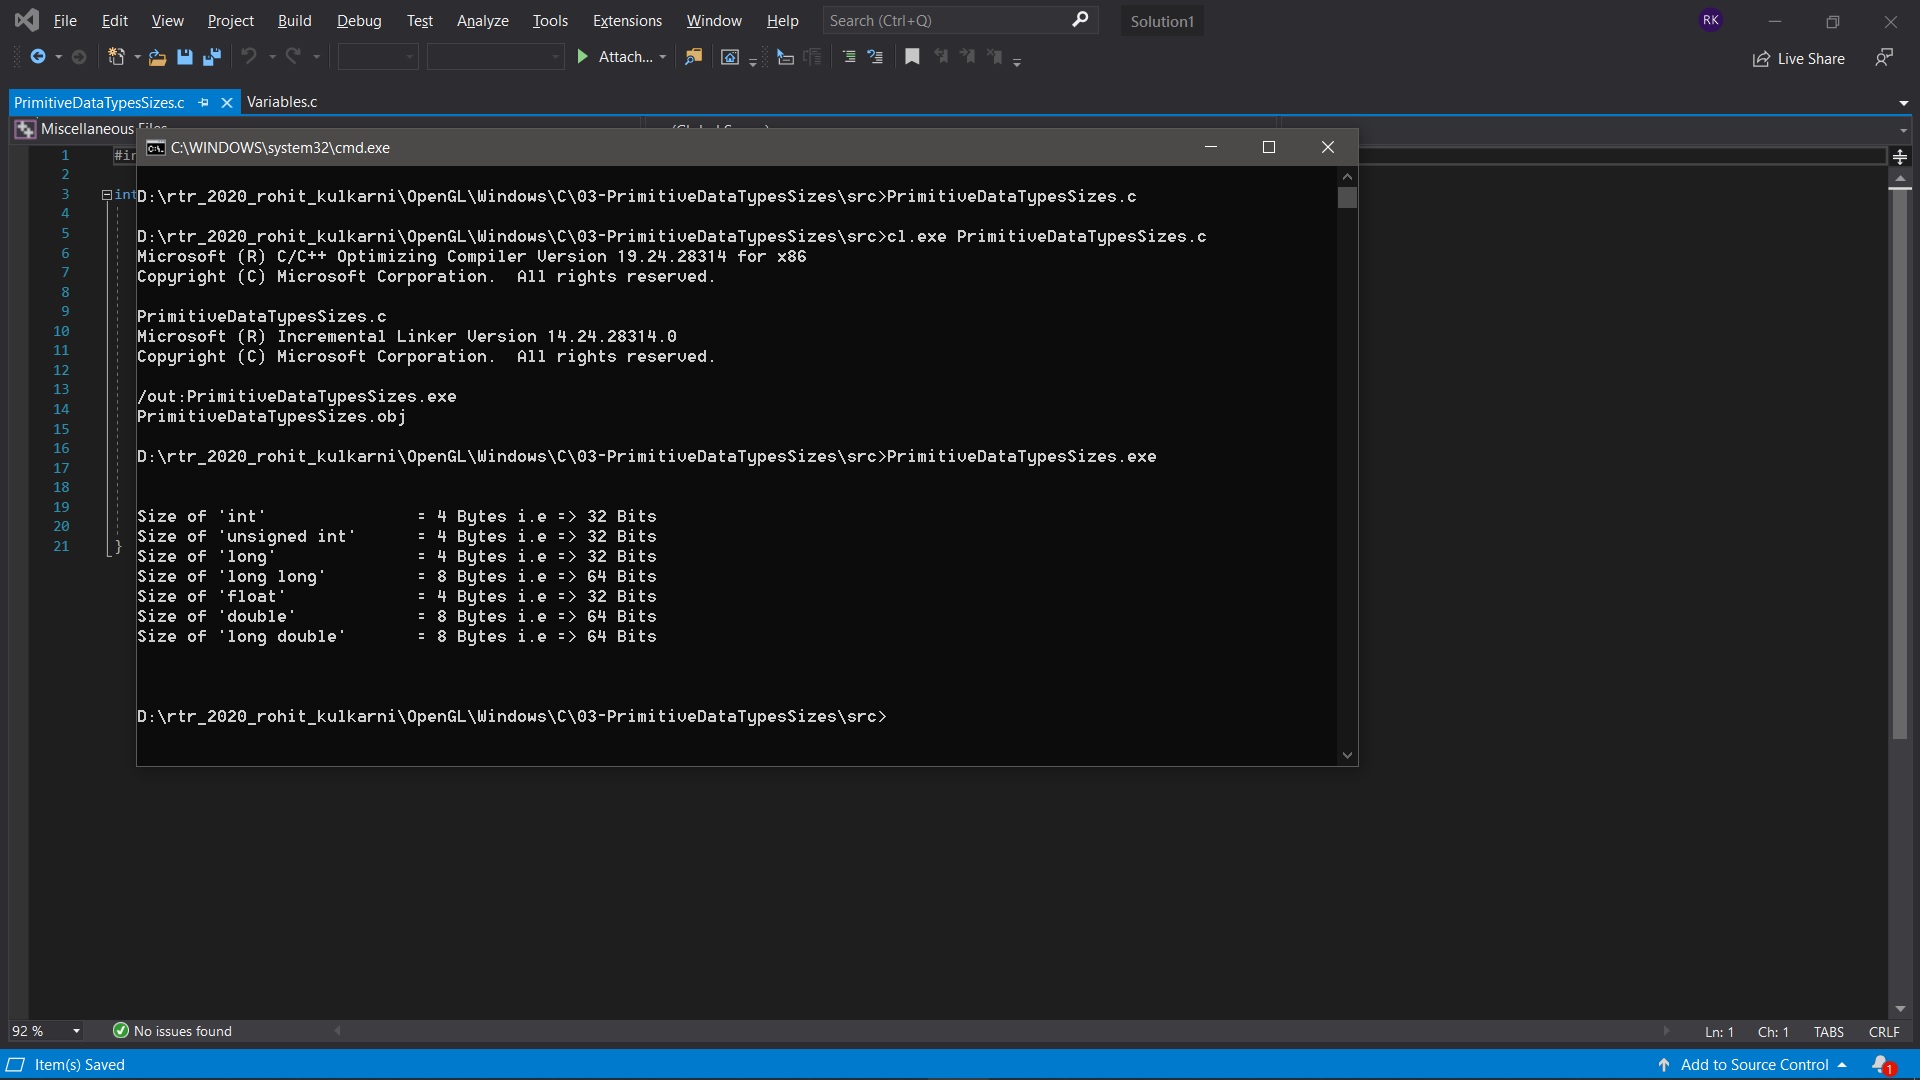 File Edit View Project Build Debug Test Analyze Tools Extensions Window Help Search (Ctrl+Q) Solution1 RK
Attach... Live Share
PrimitiveDataTypesSizes.c Variables.c
Miscellaneous Files
C:\WINDOWS\system32\cmd.exe
1 #in
2
3 int
4
5
6
7
8
9
10
11
12
13
14
15
16
17
18
19
20
21 }
D:\rtr_2020_rohit_kulkarni\OpenGL\Windows\C\03-PrimitiveDataTypesSizes\src>PrimitiveDataTypesSizes.c
D:\rtr_2020_rohit_kulkarni\OpenGL\Windows\C\03-PrimitiveDataTypesSizes\src>cl.exe PrimitiveDataTypesSizes.c
Microsoft (R) C/C++ Optimizing Compiler Version 19.24.28314 for x86
Copyright (C) Microsoft Corporation.  All rights reserved.
PrimitiveDataTypesSizes.c
Microsoft (R) Incremental Linker Version 14.24.28314.0
Copyright (C) Microsoft Corporation.  All rights reserved.
/out:PrimitiveDataTypesSizes.exe
PrimitiveDataTypesSizes.obj
D:\rtr_2020_rohit_kulkarni\OpenGL\Windows\C\03-PrimitiveDataTypesSizes\src>PrimitiveDataTypesSizes.exe
Size of 'int'               = 4 Bytes i.e => 32 Bits
Size of 'unsigned int'      = 4 Bytes i.e => 32 Bits
Size of 'long'              = 4 Bytes i.e => 32 Bits
Size of 'long long'         = 8 Bytes i.e => 64 Bits
Size of 'float'             = 4 Bytes i.e => 32 Bits
Size of 'double'            = 8 Bytes i.e => 64 Bits
Size of 'long double'       = 8 Bytes i.e => 64 Bits
D:\rtr_2020_rohit_kulkarni\OpenGL\Windows\C\03-PrimitiveDataTypesSizes\src>
92 % No issues found Ln: 1 Ch: 1 TABS CRLF
Item(s) Saved Add to Source Control 1